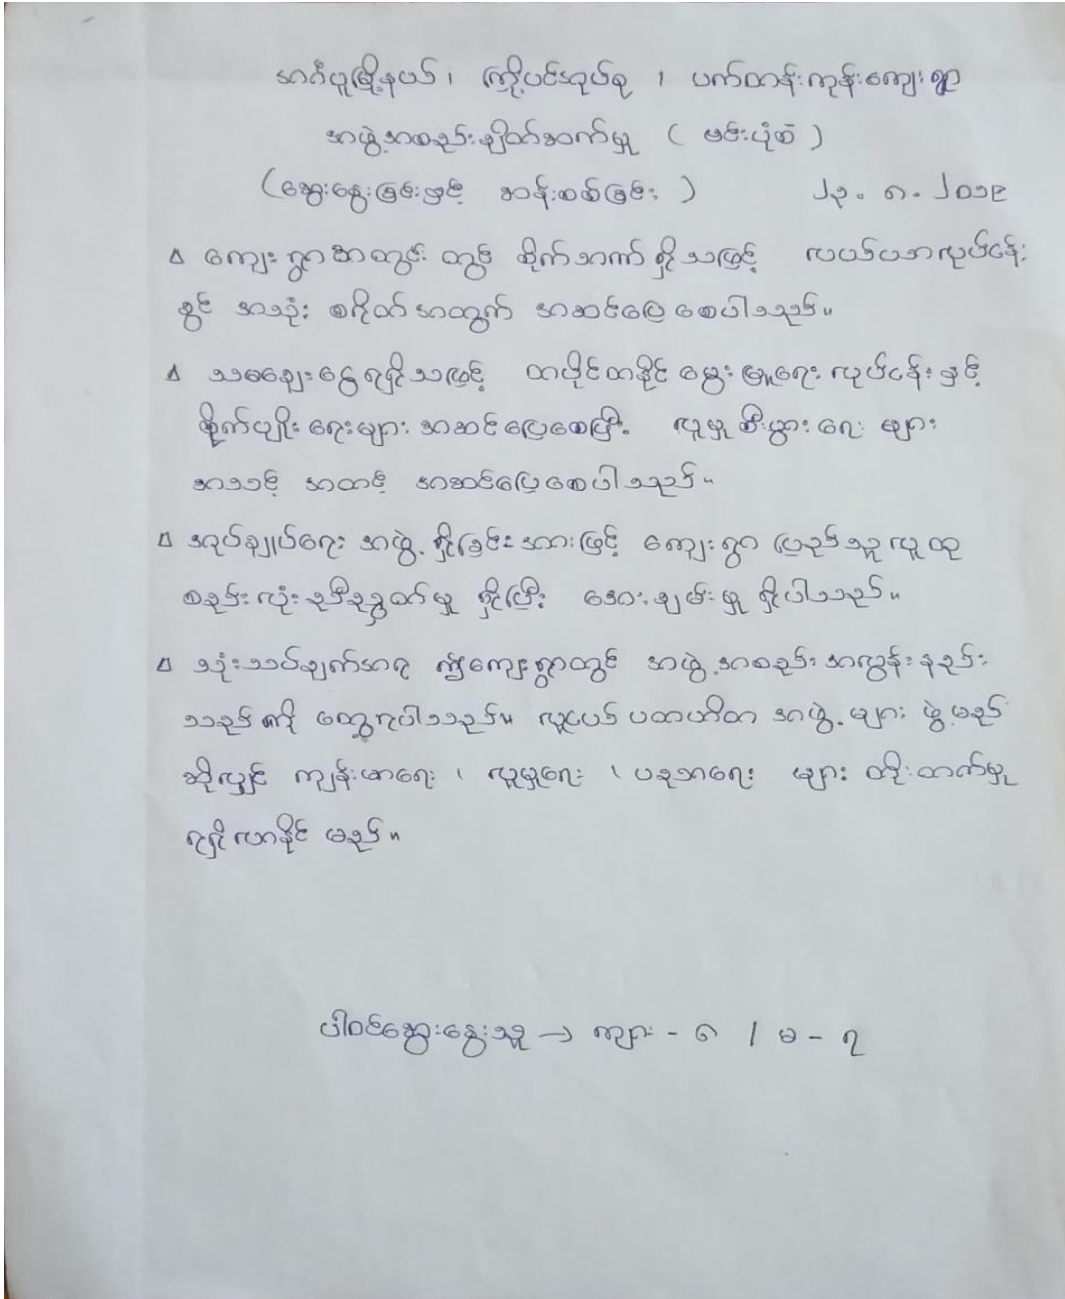 အင်္ဂပူမြို့နယ်၊ ကြို့ပင်အုပ်စု ၊ ပက်တန်းကုန်းကျေးရွာ
အဖွဲ့အစည်းချိတ်ဆက်မှု ( မင်းပုံစံ )
(ဆွေးနွေးခြင်းနှင့် ဆန်းစစ်ခြင်း ) ၂၃.၈.၂၀၁၉
Δ ကျေးရွာအတွင်း တွင် စိုက်ဘဏ် ရှိသဖြင့် လယ်ယာလုပ်ငန်း
ခွင် အသုံး စရိတ်အတွက် အဆင်ပြေစေပါသည်။
Δ သမချေးငွေရရှိသဖြင့် တပိုင်တနိုင် မွေးမြူရေး လုပ်ငန်းနှင့်
စိုက်ပျိုးရေးများ အဆင်ပြေစေပြီး လူမှုစီးပွားရေး များ
အသင့် အတင့် အဆင်ပြေစေပါသည်။
Δ အုပ်ချုပ်ရေး အဖွဲ့ ရှိခြင်းအားဖြင့် ကျေးရွာ ပြည်သူလူထု
စည်းလုံးညီညွတ်မှု ရှိပြီး အေးချမ်းမှု ရှိပါသည်။
Δ သုံးသပ်ချက်အရ ဤကျေးရွာတွင် အဖွဲ့အစည်း အလွန်းနည်း
သည်ကို တွေ့ရပါသည်။ လူငယ် ပရဟိတ အဖွဲ့များ ဖွဲ့မည်
ဆိုလျှင် ကျန်းမာရေး ၊ လူမှုရေး ၊ ပညာရေး များ တိုးတက်မှု
ရရှိလာနိုင် မည်။
ပါဝင်ဆွေးနွေးသူ → ကျား - ၈ / မ - ၇